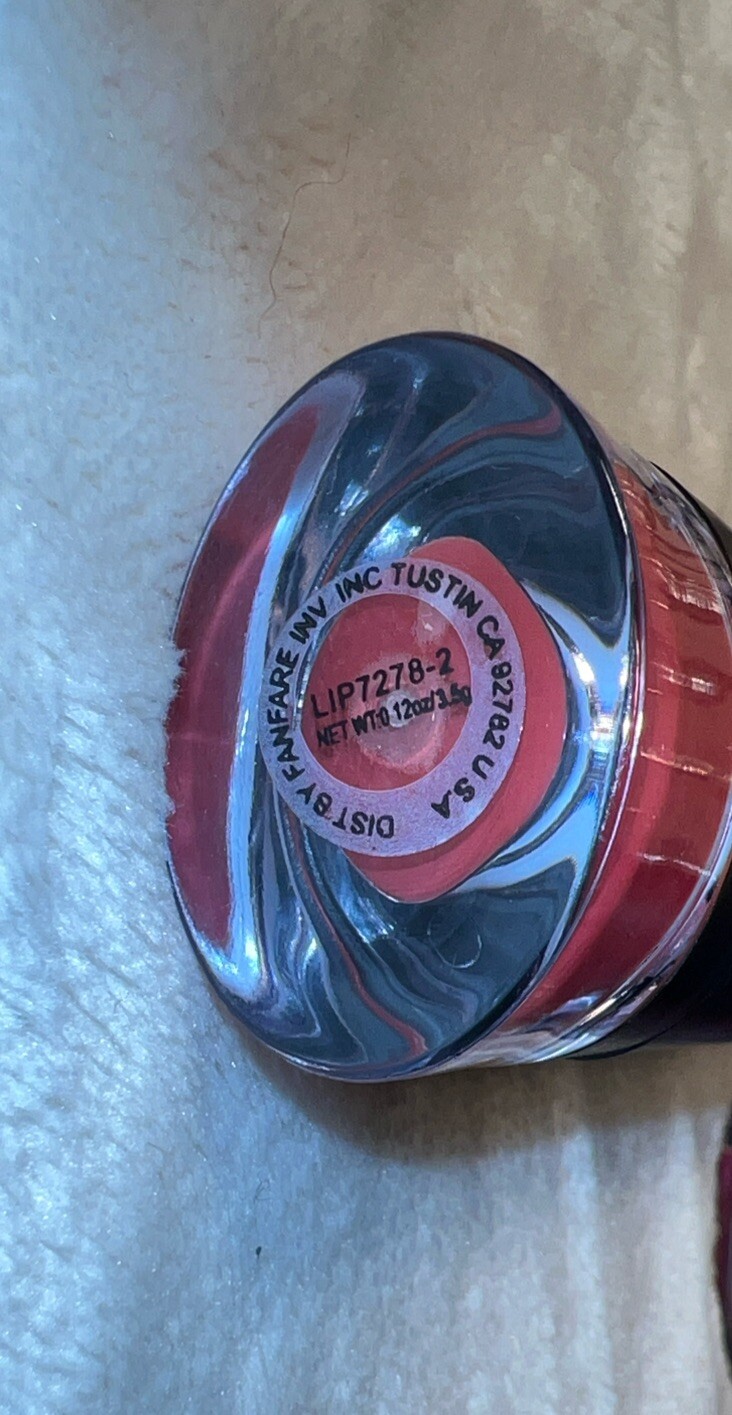 DIST BY FANFARE INV INC TUSTIN CA 92782 U.S.A
LIP7278-2
NET WT:0 12oz/3.5g